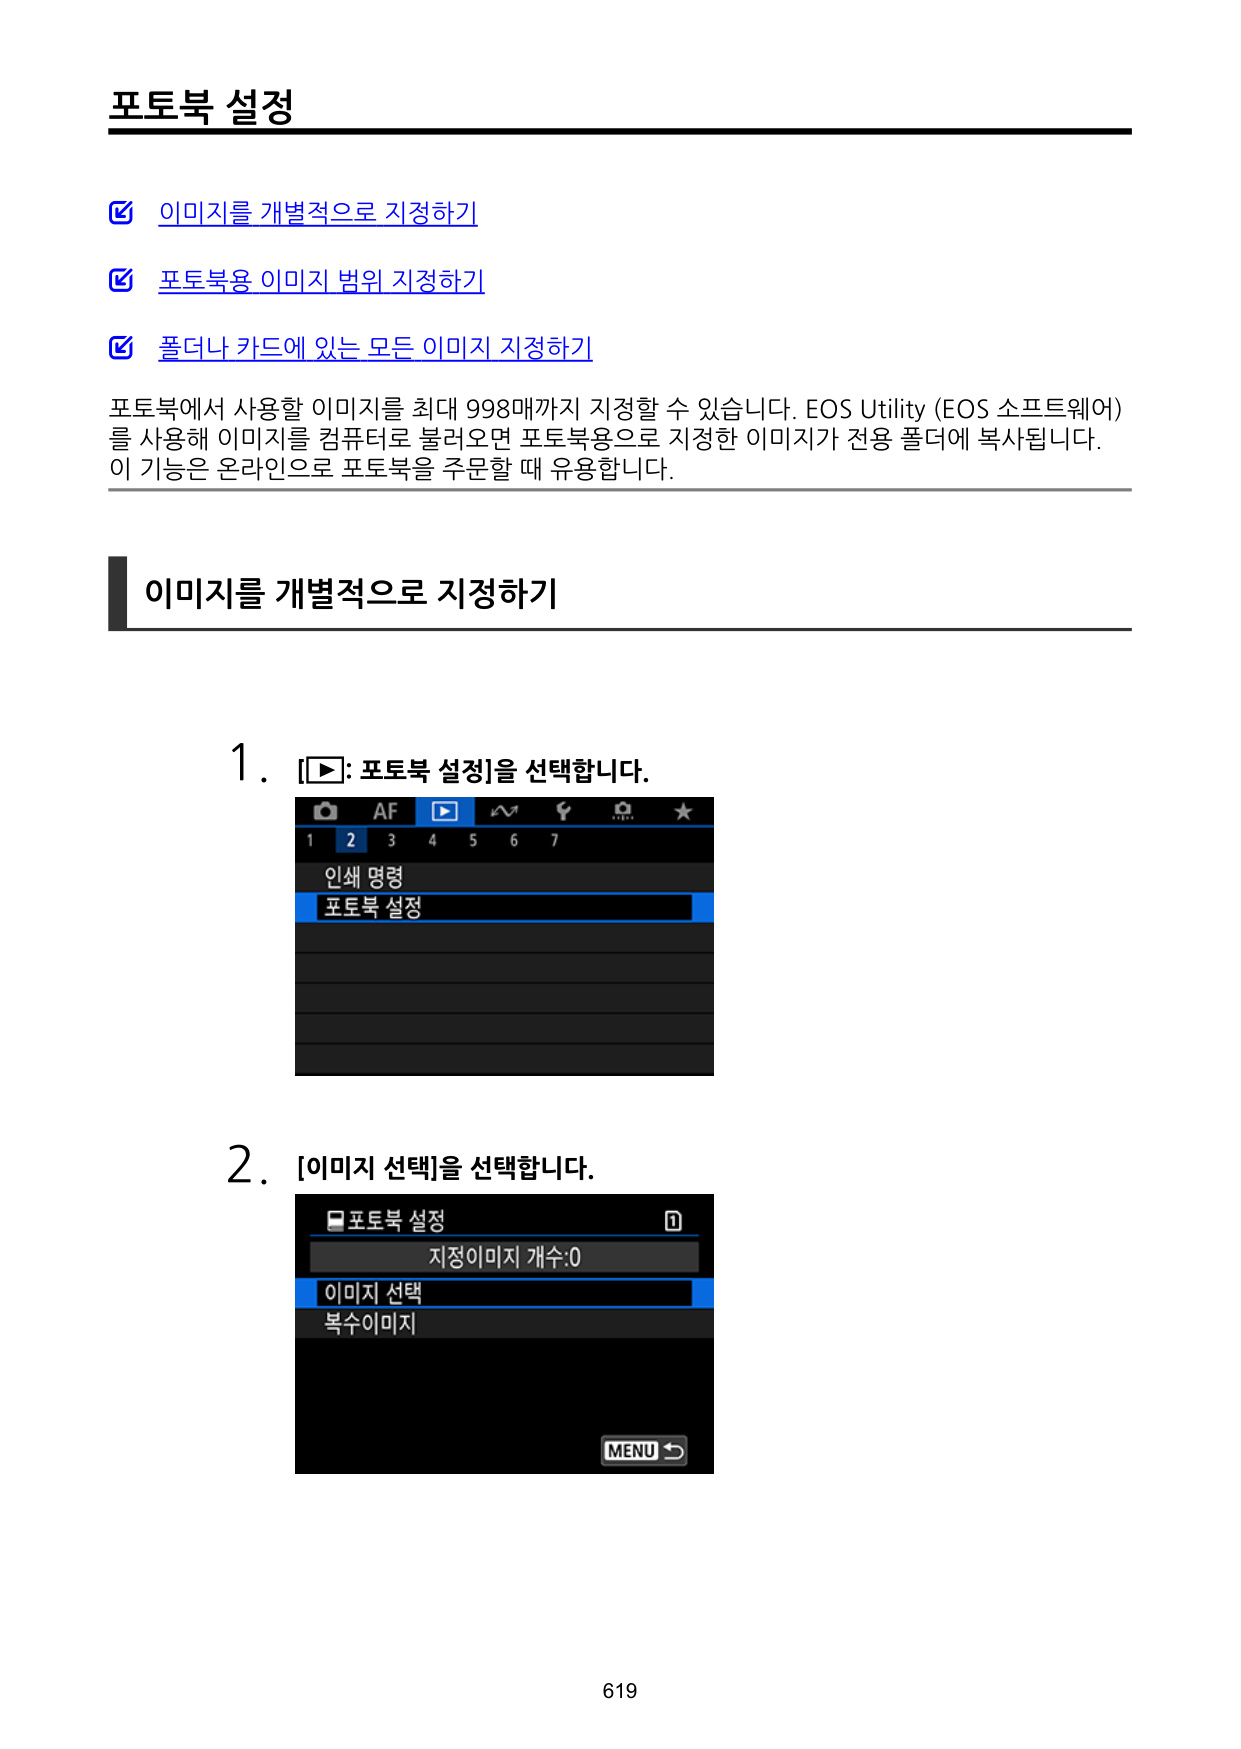 포토북 설정
이미지를 개별적으로 지정하기
포토북용 이미지 범위 지정하기
폴더나 카드에 있는 모든 이미지 지정하기
포토북에서 사용할 이미지를 최대 998매까지 지정할 수 있습니다. EOS Utility (EOS 소프트웨어)
를 사용해 이미지를 컴퓨터로 불러오면 포토북용으로 지정한 이미지가 전용 폴더에 복사됩니다.
이 기능은 온라인으로 포토북을 주문할 때 유용합니다.
이미지를 개별적으로 지정하기
1. [▶: 포토북 설정]을 선택합니다.
AF ★
1 2 3 4 5 6 7
인쇄 명령
포토북 설정
2. [이미지 선택]을 선택합니다.
포토북 설정 1
지정이미지 개수:0
이미지 선택
복수이미지
MENU
619